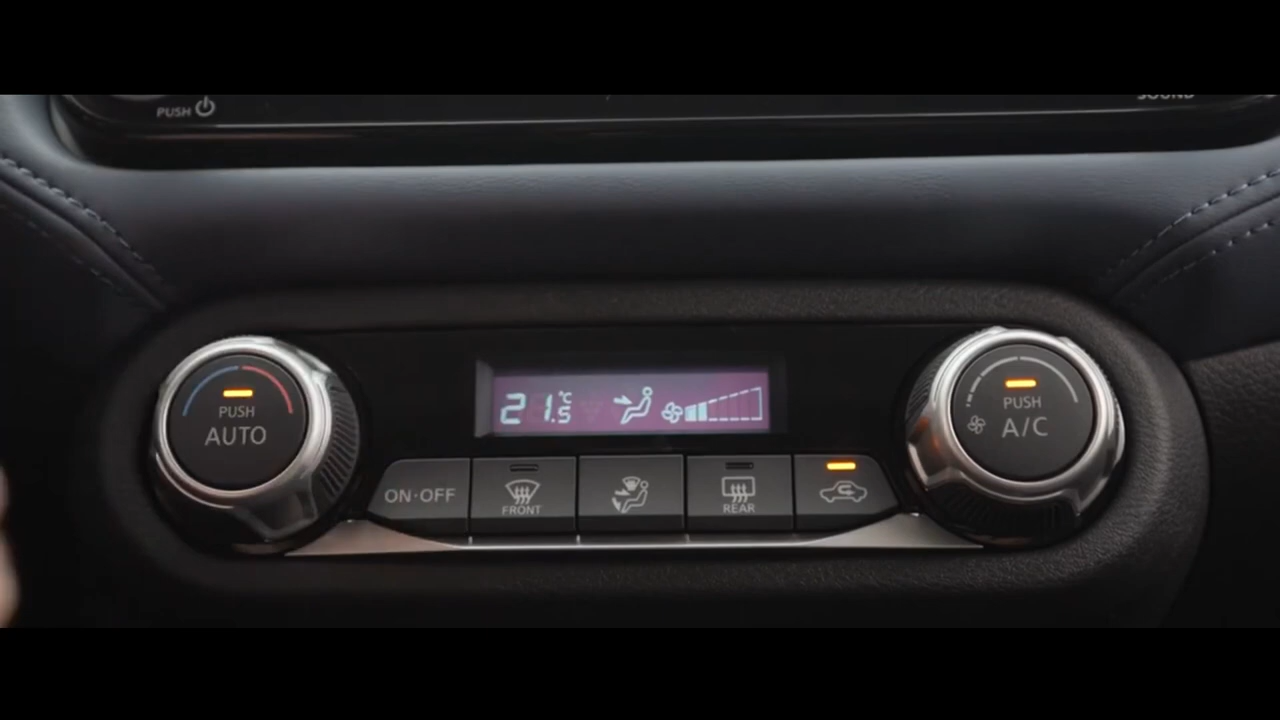 PUSH
SOUND
21.5 °C
PUSH
AUTO
PUSH
A/C
ON·OFF
FRONT
REAR